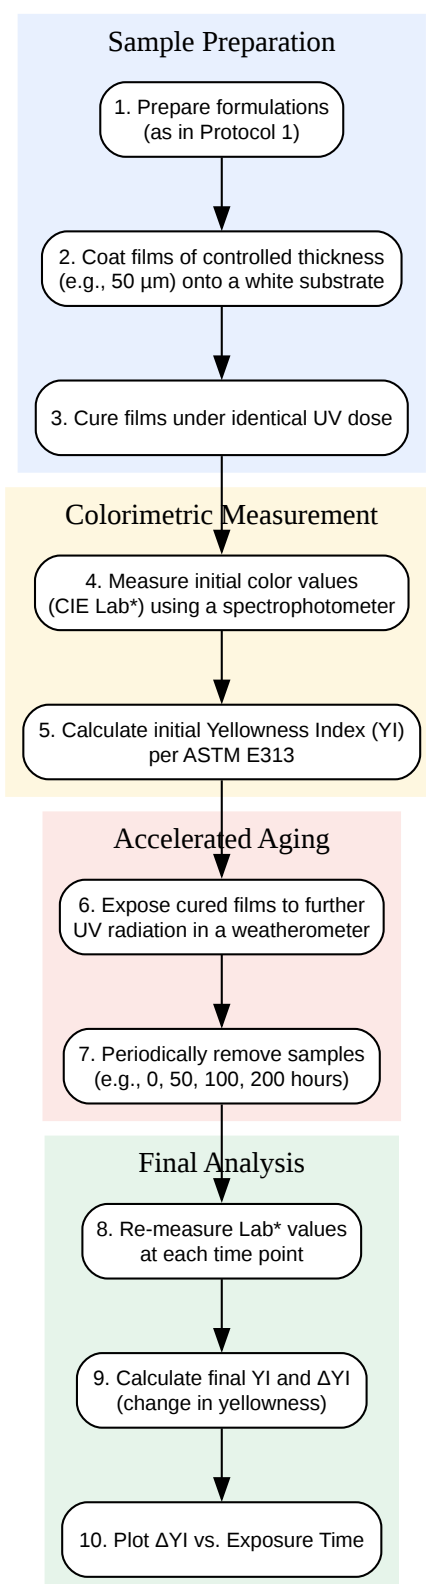 Sample Preparation
1. Prepare formulations
(as in Protocol 1)
2. Coat films of controlled thickness
(e.g., 50 µm) onto a white substrate
3. Cure films under identical UV dose
Colorimetric Measurement
4. Measure initial color values
(CIE Lab*) using a spectrophotometer
5. Calculate initial Yellowness Index (YI)
per ASTM E313
Accelerated Aging
6. Expose cured films to further
UV radiation in a weatherometer
7. Periodically remove samples
(e.g., 0, 50, 100, 200 hours)
Final Analysis
8. Re-measure Lab* values
at each time point
9. Calculate final YI and ΔYI
(change in yellowness)
10. Plot ΔYI vs. Exposure Time